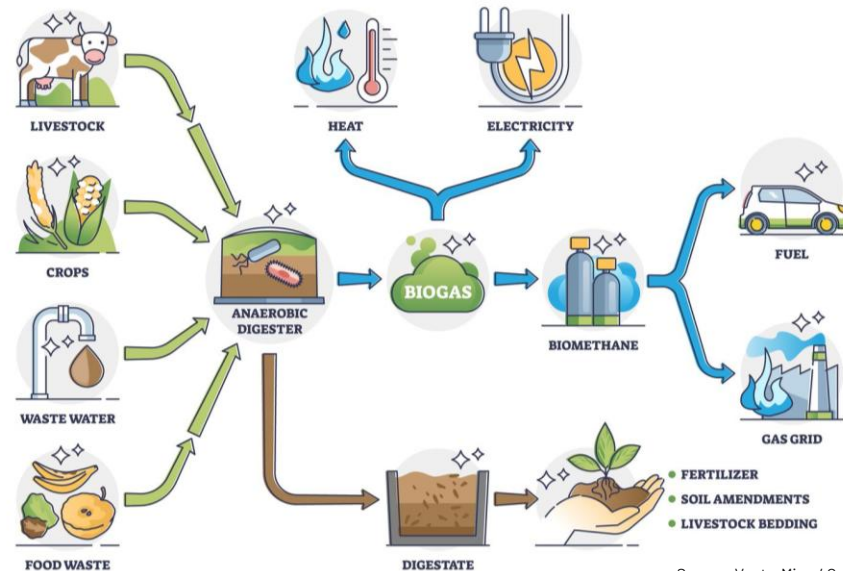 LIVESTOCK
HEAT
ELECTRICITY
CROPS
FUEL
ANAEROBIC
DIGESTER
BIOGAS
BIOMETHANE
WASTE WATER
GAS GRID
FERTILIZER
SOIL AMENDMENTS
LIVESTOCK BEDDING
FOOD WASTE
DIGESTATE